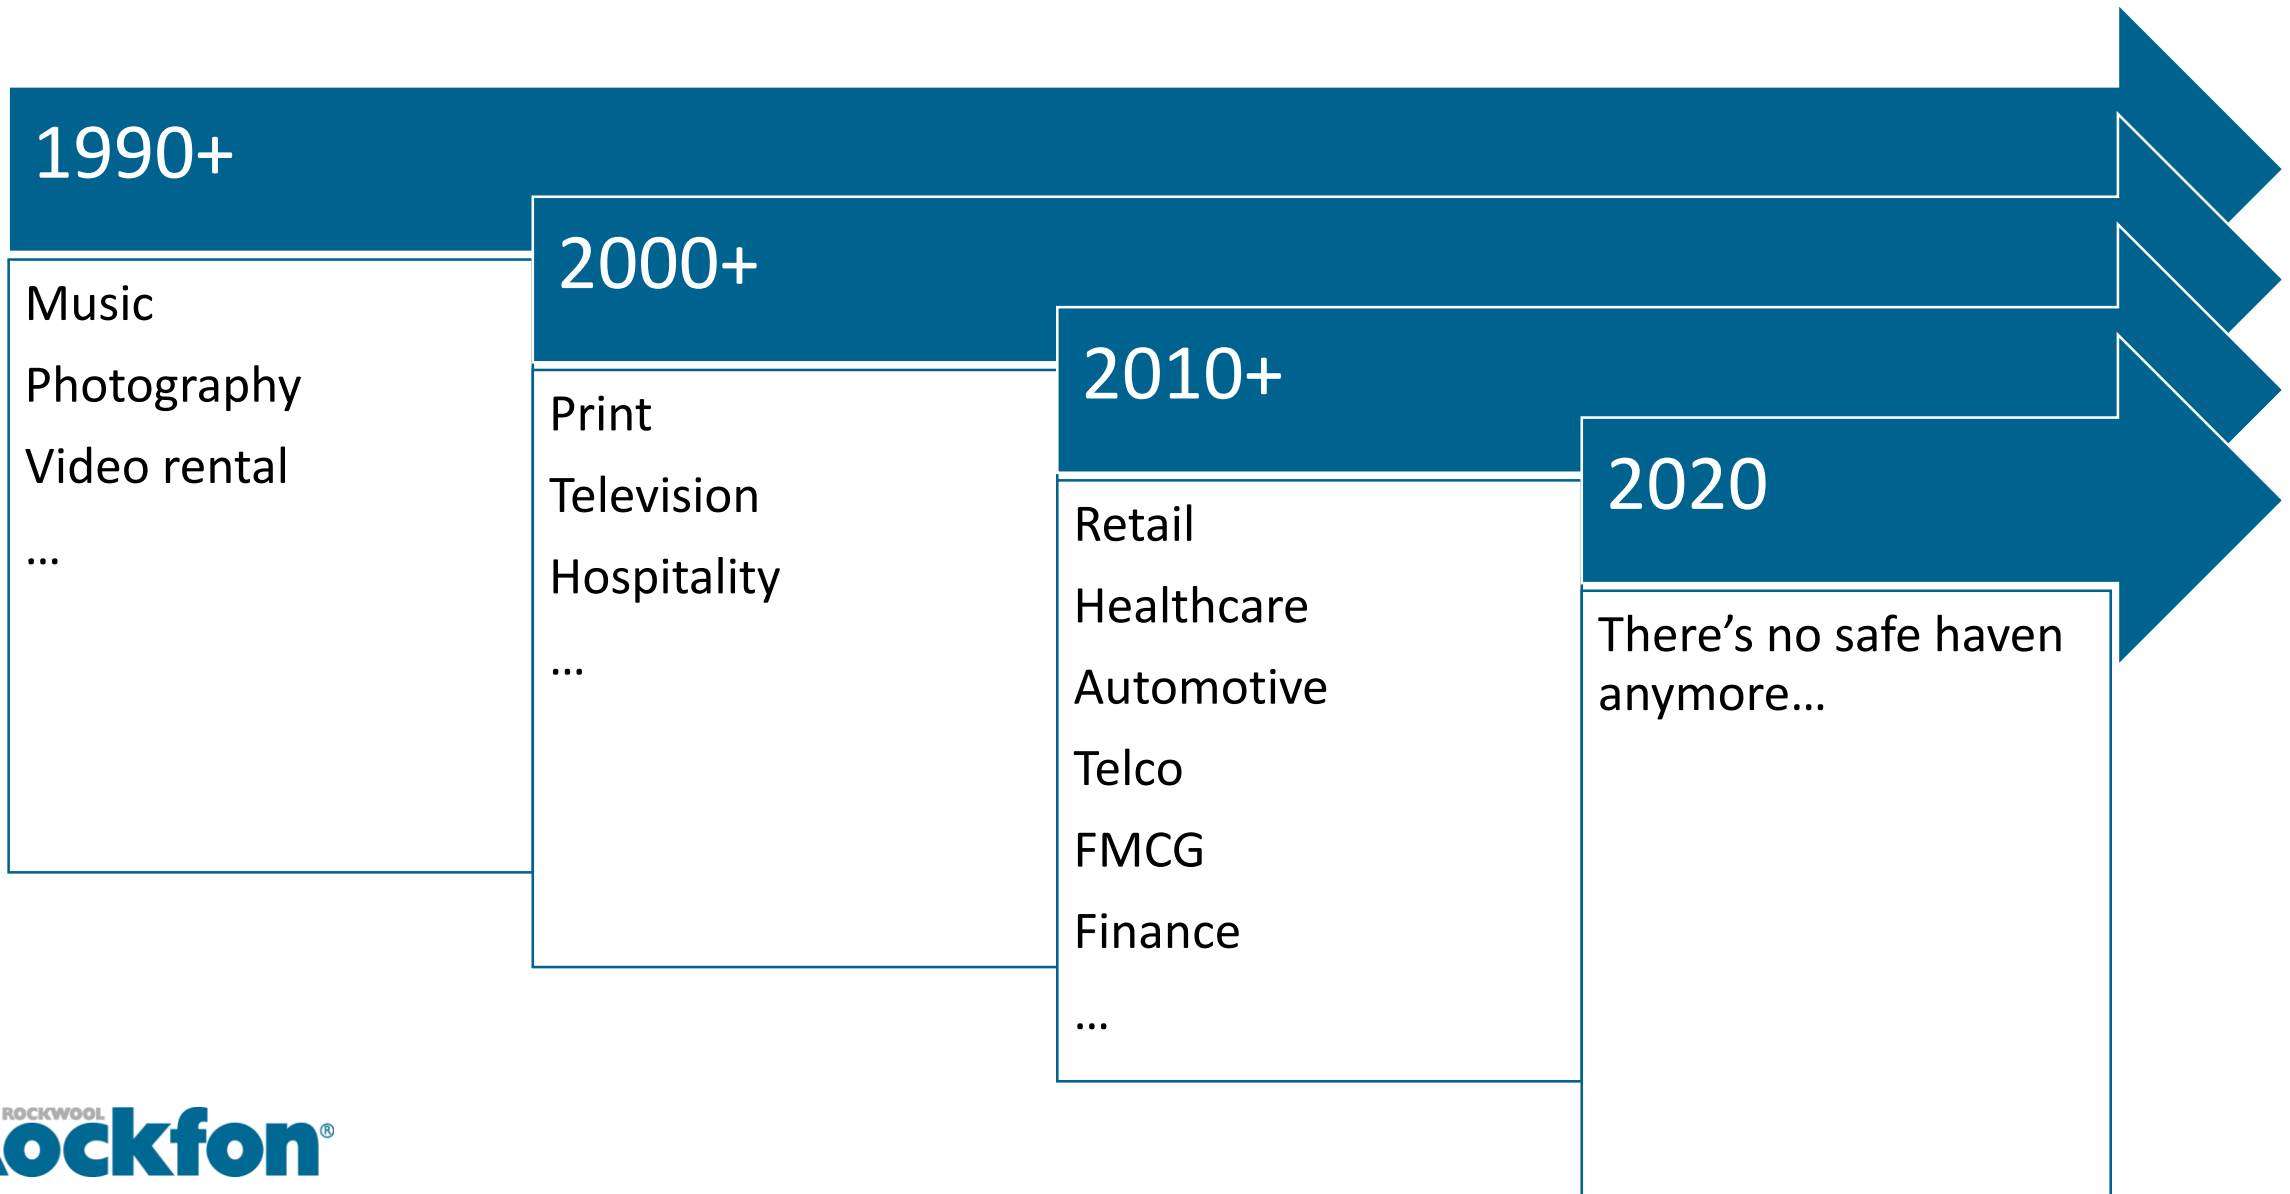 1990+
Music
Photography
Video rental
…
2000+
Print
Television
Hospitality
…
2010+
Retail
Healthcare
Automotive
Telco
FMCG
Finance
…
2020
There’s no safe haven
anymore…
ROCKWOOL
ockfon®